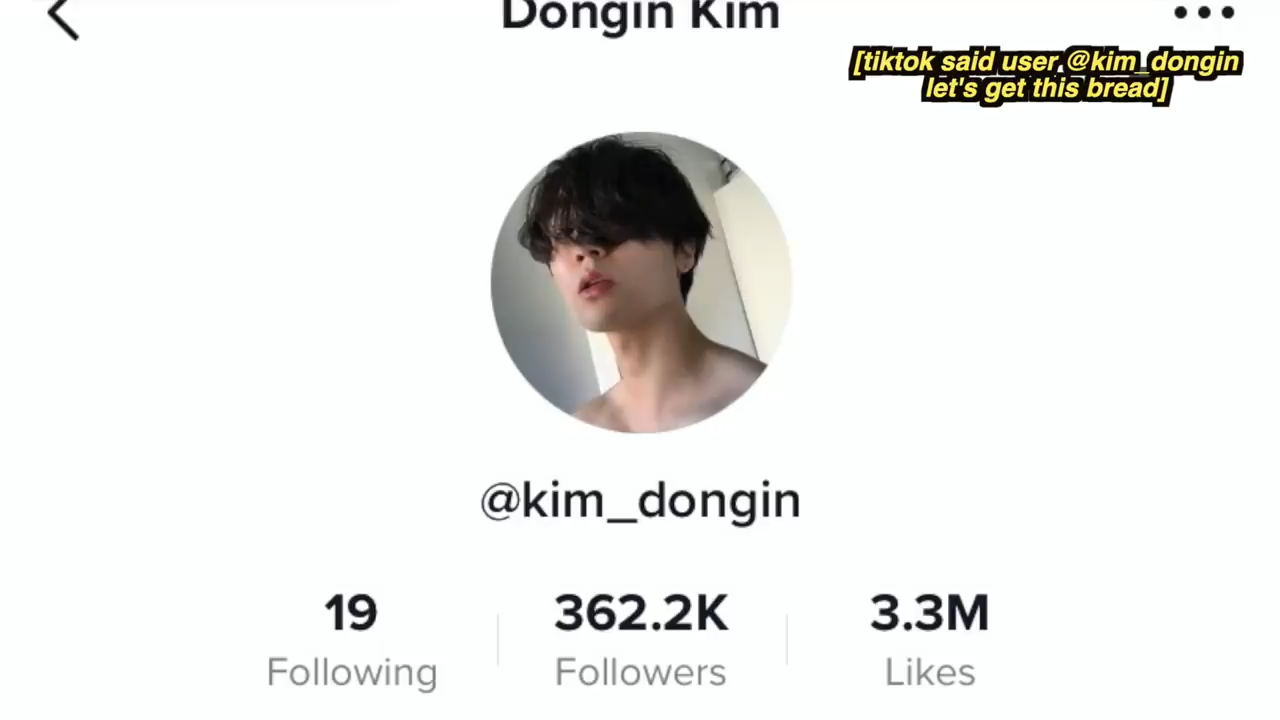 Dongin Kim
[tiktok said user @kim_dongin
let's get this bread]
@kim_dongin
19 362.2K 3.3M
Following Followers Likes